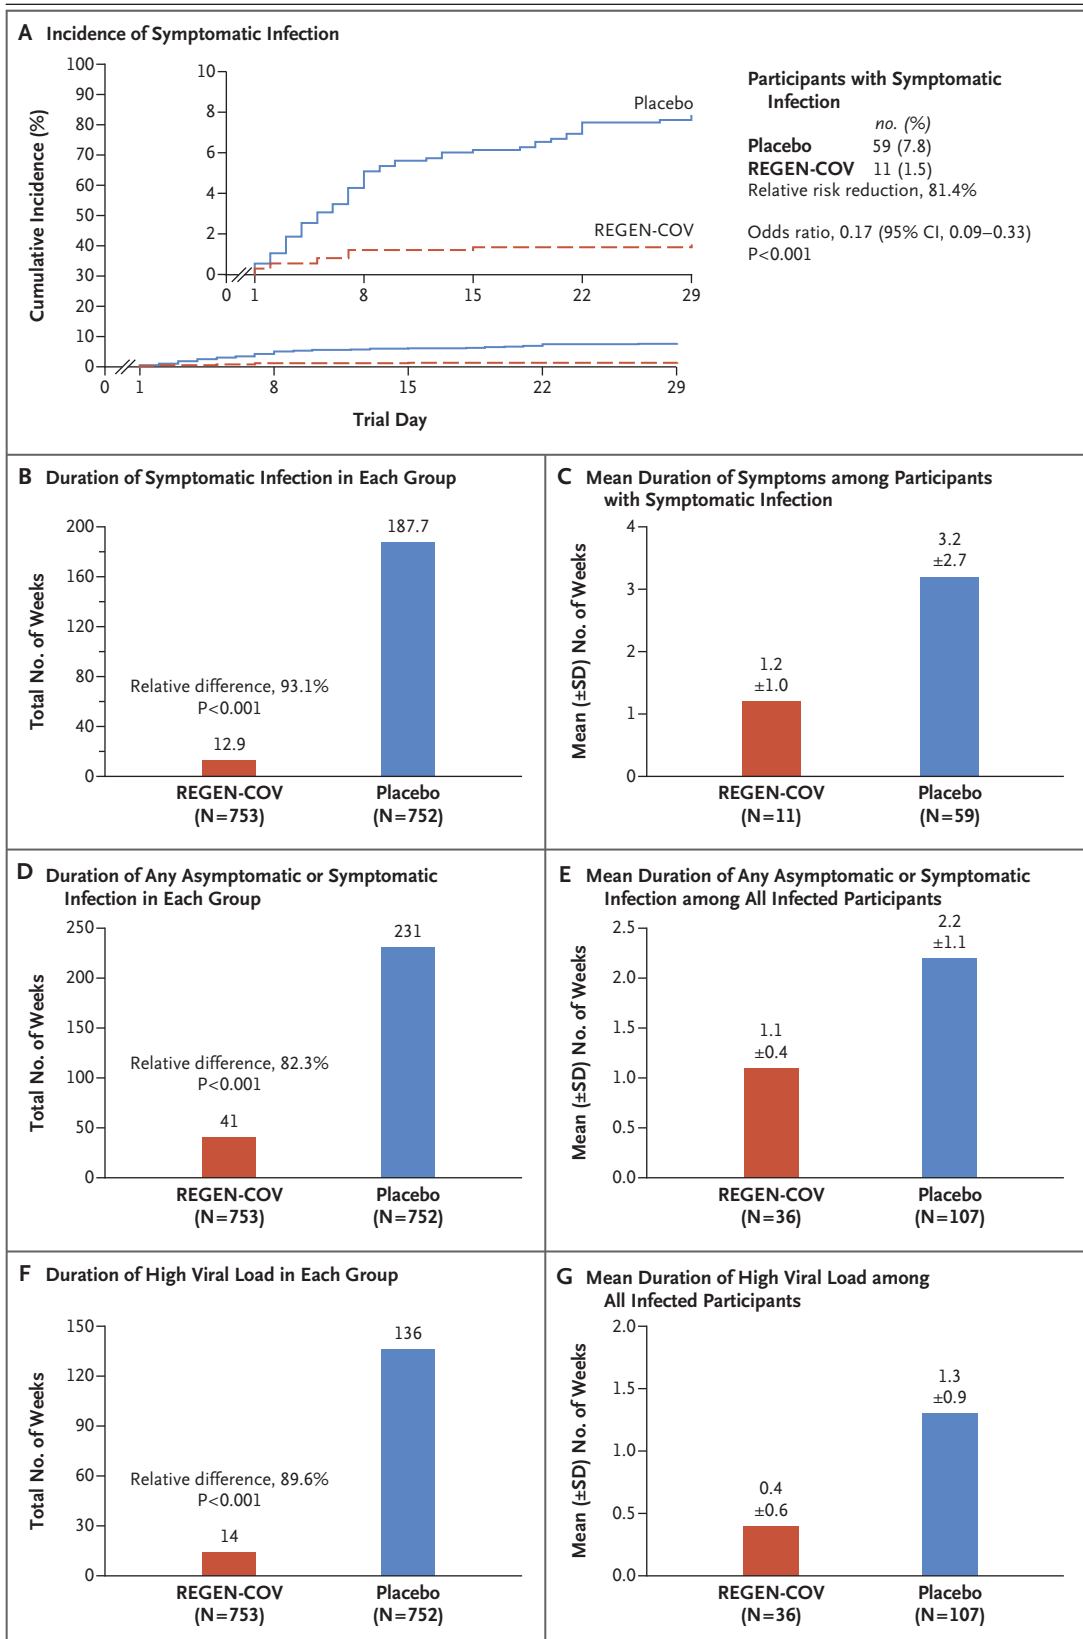 A Incidence of Symptomatic Infection
Cumulative Incidence (%)
100
90
80
70
60
50
40
30
20
10
0
0
1
8
15
22
29
Trial Day
10
8
6
4
2
0
0
1
8
15
22
29
Placebo
REGEN-COV
Participants with Symptomatic
Infection
no. (%)
Placebo 59 (7.8)
REGEN-COV 11 (1.5)
Relative risk reduction, 81.4%
Odds ratio, 0.17 (95% CI, 0.09–0.33)
P<0.001
B Duration of Symptomatic Infection in Each Group
Total No. of Weeks
200
160
120
80
40
0
187.7
Relative difference, 93.1%
P<0.001
12.9
REGEN-COV
(N=753)
Placebo
(N=752)
C Mean Duration of Symptoms among Participants
with Symptomatic Infection
Mean (±SD) No. of Weeks
4
3
2
1
0
1.2
±1.0
3.2
±2.7
REGEN-COV
(N=11)
Placebo
(N=59)
D Duration of Any Asymptomatic or Symptomatic
Infection in Each Group
Total No. of Weeks
250
200
150
100
50
0
231
Relative difference, 82.3%
P<0.001
41
REGEN-COV
(N=753)
Placebo
(N=752)
E Mean Duration of Any Asymptomatic or Symptomatic
Infection among All Infected Participants
Mean (±SD) No. of Weeks
2.5
2.0
1.5
1.0
0.5
0.0
1.1
±0.4
2.2
±1.1
REGEN-COV
(N=36)
Placebo
(N=107)
F Duration of High Viral Load in Each Group
Total No. of Weeks
150
120
90
60
30
0
136
Relative difference, 89.6%
P<0.001
14
REGEN-COV
(N=753)
Placebo
(N=752)
G Mean Duration of High Viral Load among
All Infected Participants
Mean (±SD) No. of Weeks
2.0
1.5
1.0
0.5
0.0
0.4
±0.6
1.3
±0.9
REGEN-COV
(N=36)
Placebo
(N=107)